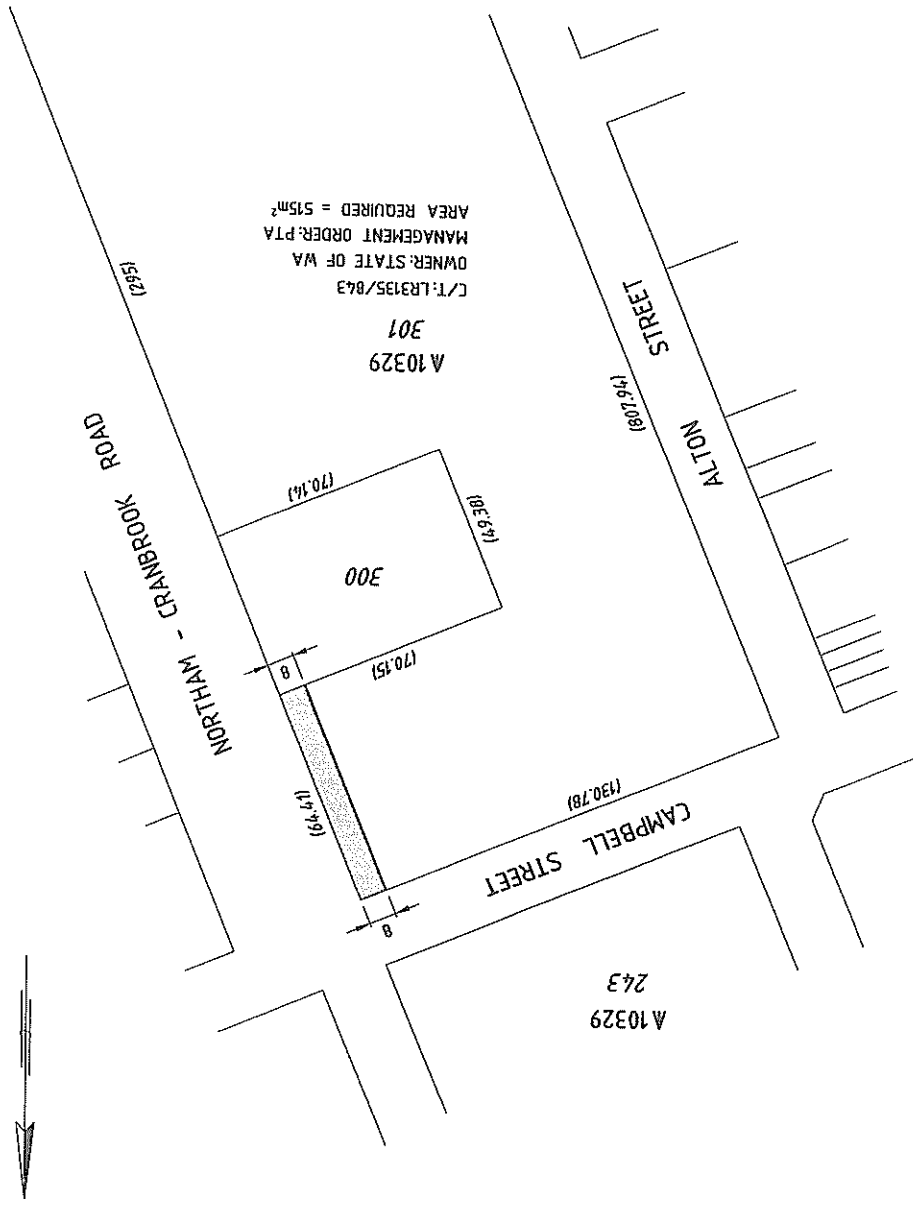 A 10329
243
CAMPBELL STREET
8
(130.78)
(64.47)
8
(70.15)
NORTHAM - CRANBROOK ROAD
300
(49.38)
(70.14)
ALTON STREET
(807.94)
A 10329
301
C/T: LR3135/843
OWNER: STATE OF WA
MANAGEMENT ORDER: PTA
AREA REQUIRED = 515m²
(295)